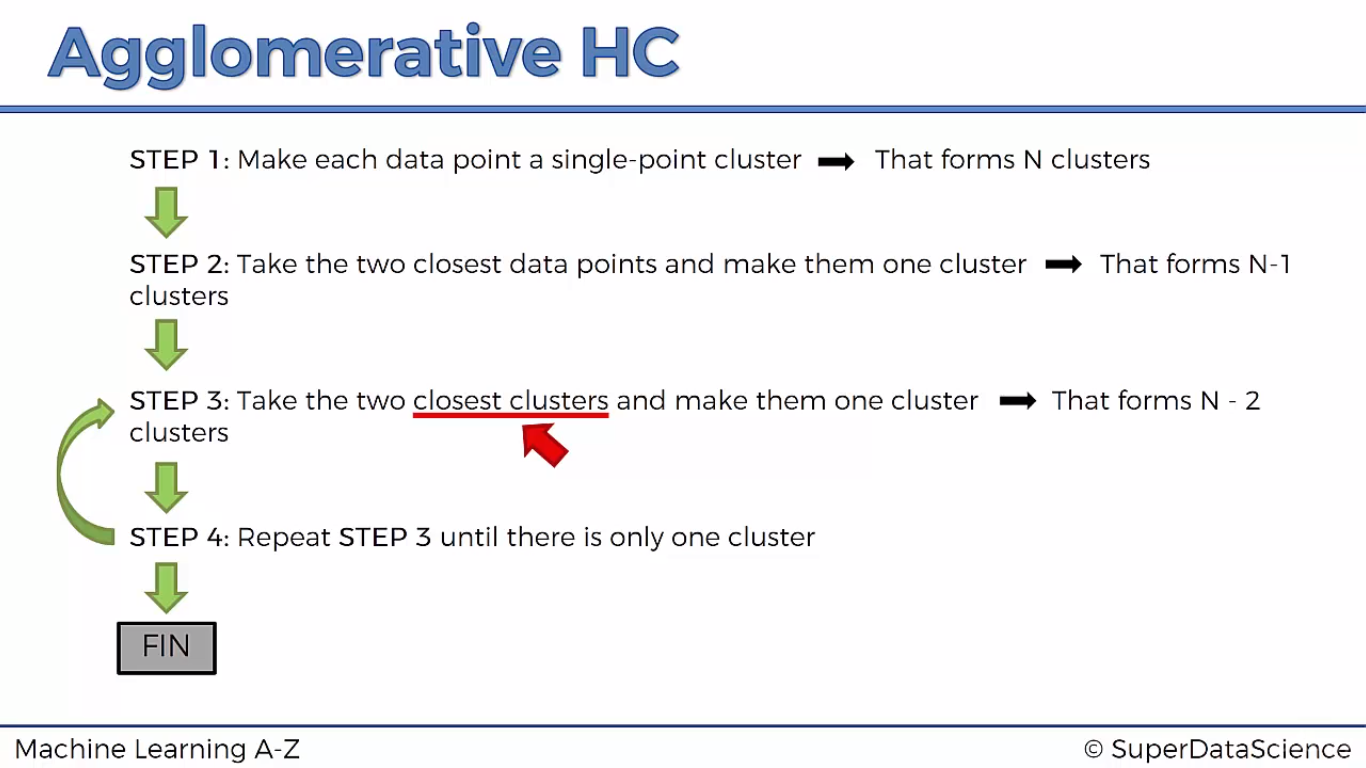 Agglomerative HC
STEP 1: Make each data point a single-point cluster ➡ That forms N clusters
STEP 2: Take the two closest data points and make them one cluster ➡ That forms N-1
clusters
STEP 3: Take the two closest clusters and make them one cluster ➡ That forms N - 2
clusters
STEP 4: Repeat STEP 3 until there is only one cluster
FIN
Machine Learning A-Z
© SuperDataScience